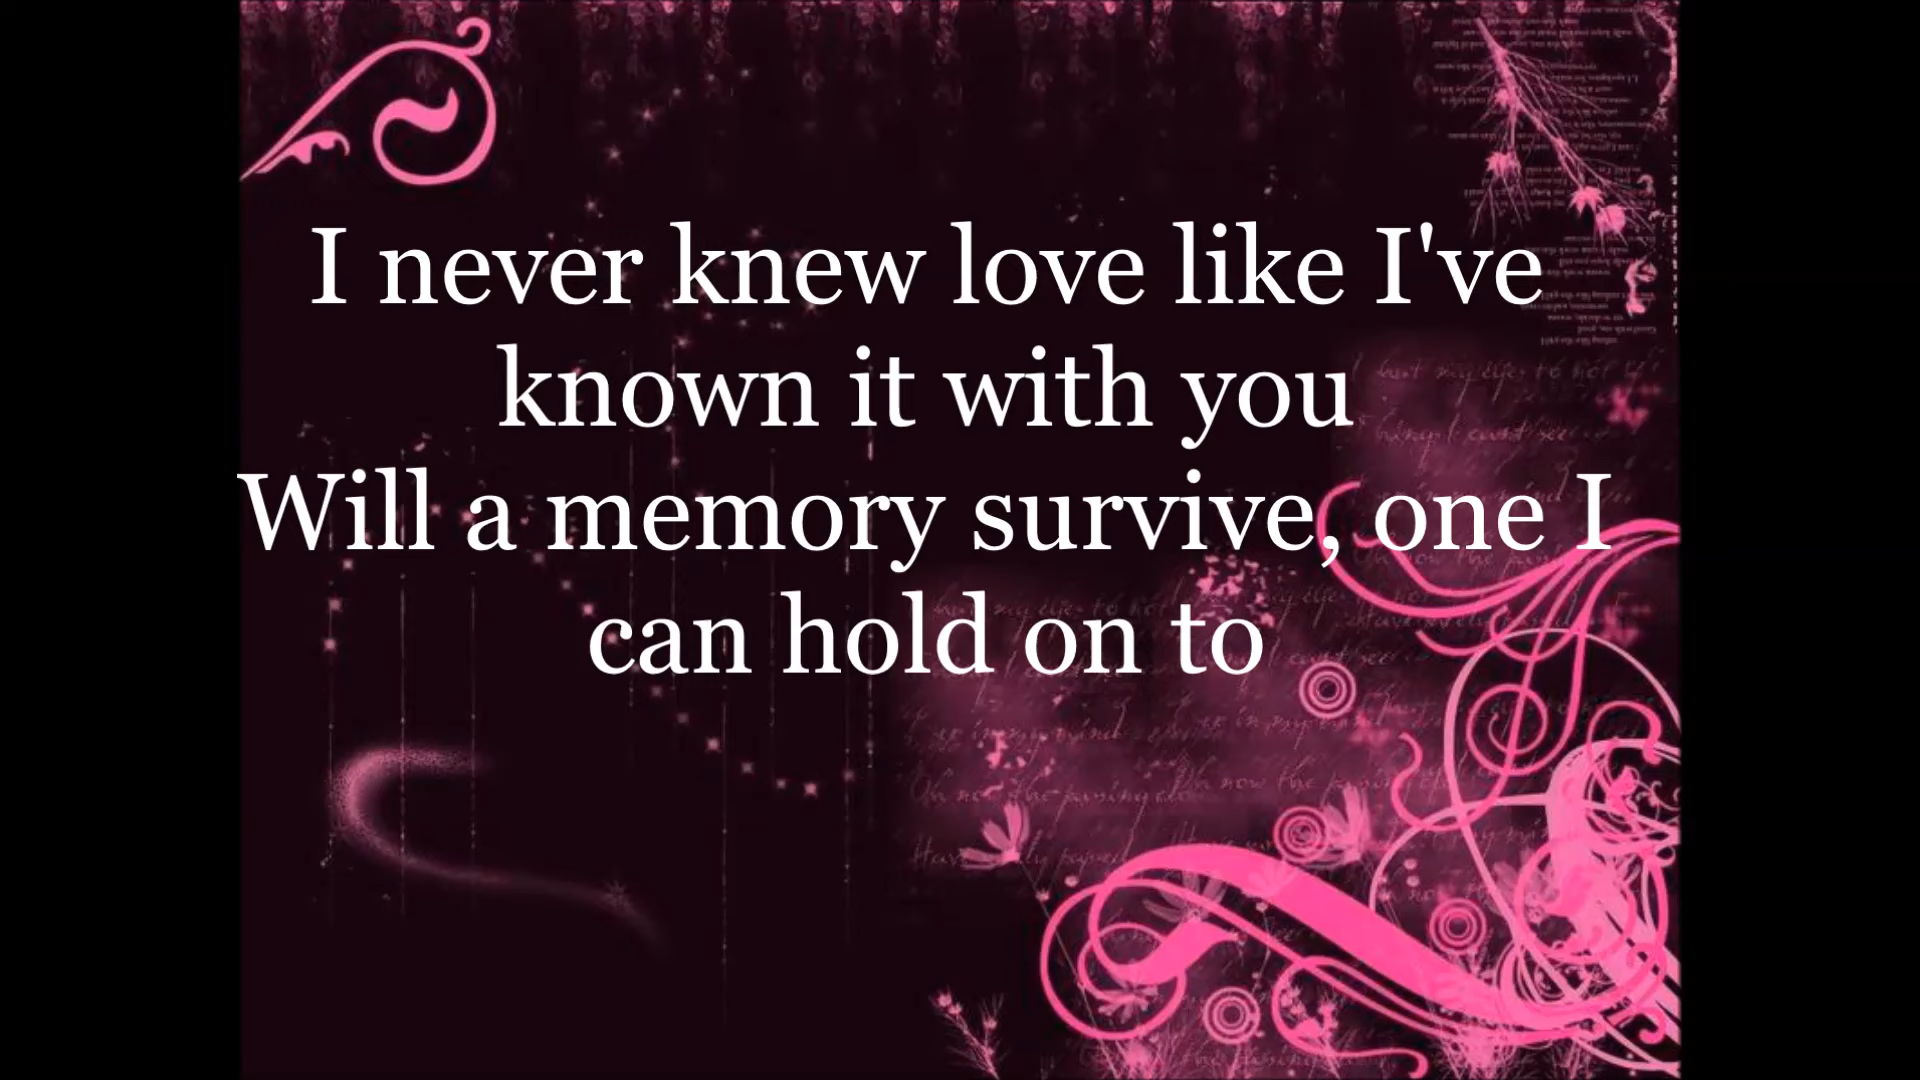 I never knew love like I've
known it with you
Will a memory survive, one I
can hold on to